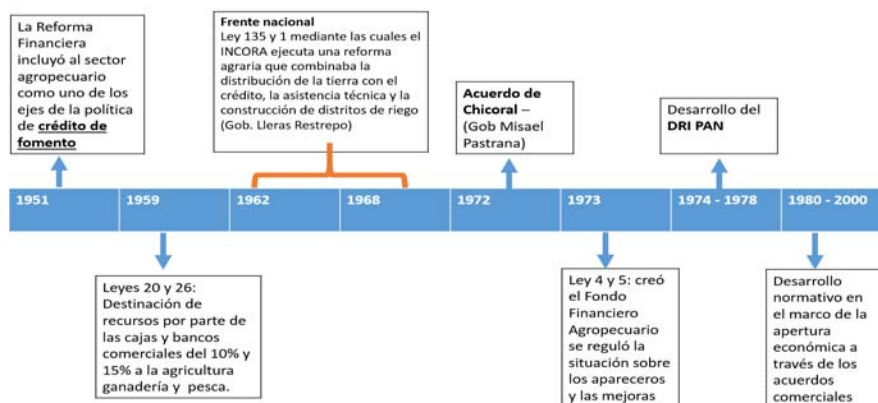 La Reforma
Financiera
incluyó al sector
agropecuario
como uno de los
ejes de la política
de crédito de
fomento
Frente nacional
Ley 135 y 1 mediante las cuales el
INCORA ejecuta una reforma
agraria que combinaba la
distribución de la tierra con el
crédito, la asistencia técnica y la
construcción de distritos de riego
(Gob. Lleras Restrepo)
Acuerdo de
Chicoral –
(Gob Misael
Pastrana)
Desarrollo del
DRI PAN
1951
1959
1962
1968
1972
1973
1974 - 1978
1980 - 2000
Leyes 20 y 26:
Destinación de
recursos por parte de
las cajas y bancos
comerciales del 10% y
15% a la agricultura
ganadería y pesca.
Ley 4 y 5: creó
el Fondo
Financiero
Agropecuario
se reguló la
situación sobre
los apareceros
y las mejoras
Desarrollo
normativo en
el marco de la
apertura
económica a
través de los
acuerdos
comerciales